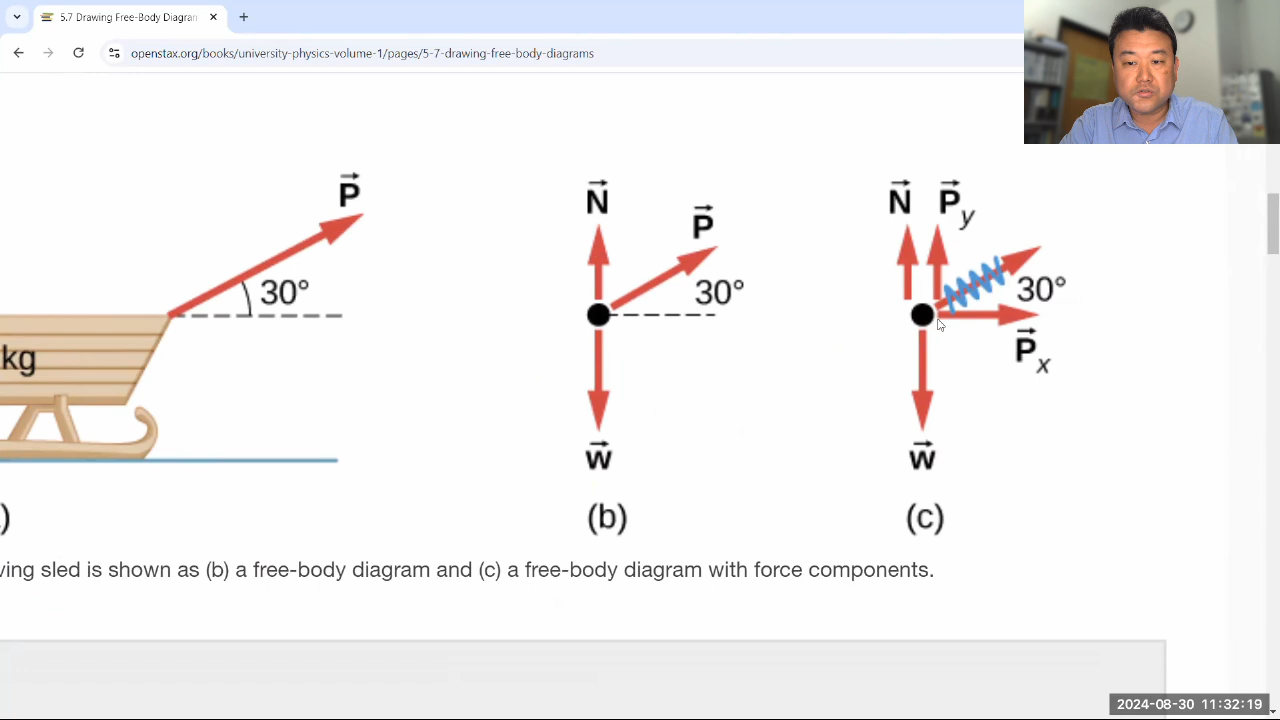 5.7 Drawing Free-Body Diagram
openstax.org/books/university-physics-volume-1/pages/5-7-drawing-free-body-diagrams
P
30°
kg
)
N
P
30°
w
(b)
N Py
30°
Px
w
(c)
ving sled is shown as (b) a free-body diagram and (c) a free-body diagram with force components.
2024-08-30 11:32:19